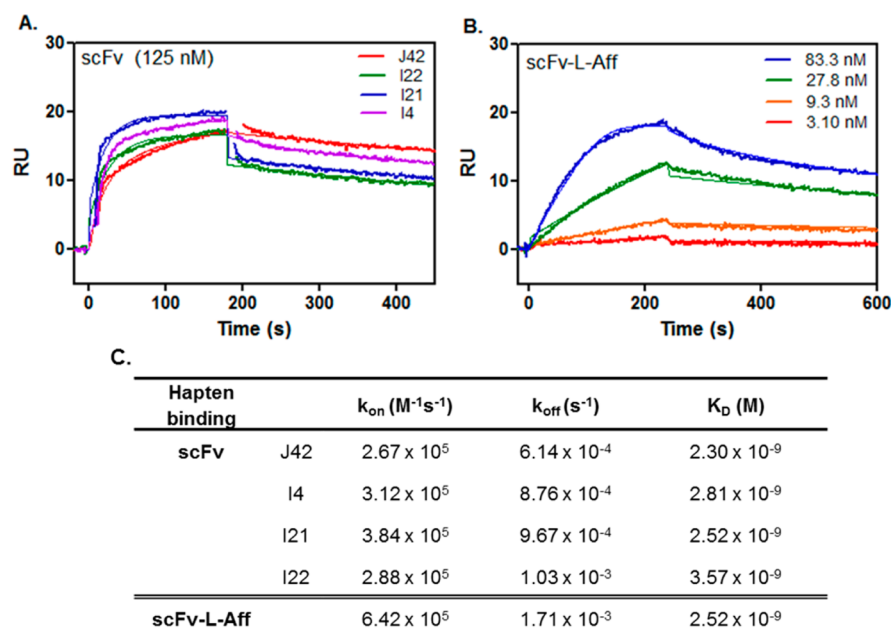 A.
scFv (125 nM)
J42
I22
I21
I4
30
20
10
0
RU
0 100 200 300 400
Time (s)
B.
scFv-L-Aff
83.3 nM
27.8 nM
9.3 nM
3.10 nM
30
20
10
0
RU
0 200 400 600
Time (s)
C.
Hapten
binding
k_on (M⁻¹s⁻¹) k_off (s⁻¹) K_D (M)
scFv J42 2.67 x 10⁵ 6.14 x 10⁻⁴ 2.30 x 10⁻⁹
I4 3.12 x 10⁵ 8.76 x 10⁻⁴ 2.81 x 10⁻⁹
I21 3.84 x 10⁵ 9.67 x 10⁻⁴ 2.52 x 10⁻⁹
I22 2.88 x 10⁵ 1.03 x 10⁻³ 3.57 x 10⁻⁹
scFv-L-Aff 6.42 x 10⁵ 1.71 x 10⁻³ 2.52 x 10⁻⁹